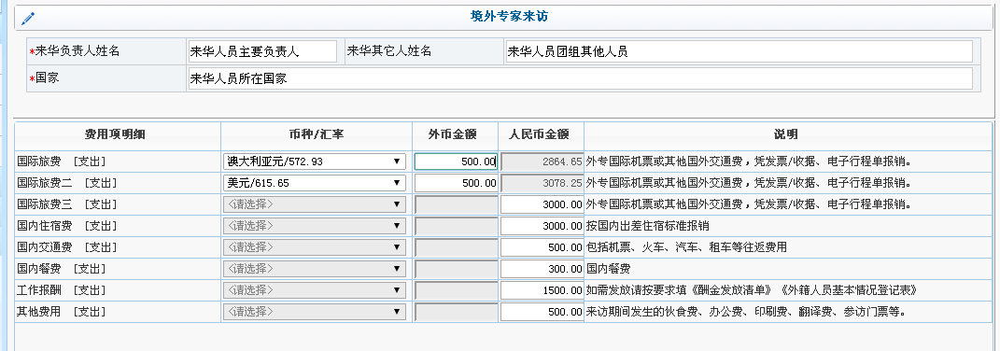 境外专家来访
*来华负责人姓名 来华人员主要负责人 来华其它人姓名 来华人员团组其他人员
*国家 来华人员所在国家
费用项明细 币种/汇率 外币金额 人民币金额 说明
国际旅费 [支出] 澳大利亚元/572.93 500.00 2864.65 外专国际机票或其他国外交通费，凭发票/收据、电子行程单报销。
国际旅费二 [支出] 美元/615.65 500.00 3078.25 外专国际机票或其他国外交通费，凭发票/收据、电子行程单报销。
国际旅费三 [支出] <请选择> 3000.00 外专国际机票或其他国外交通费，凭发票/收据、电子行程单报销。
国内住宿费 [支出] <请选择> 3000.00 按国内出差住宿标准报销
国内交通费 [支出] <请选择> 500.00 包括机票、火车、汽车、租车等往返费用
国内餐费 [支出] <请选择> 300.00 国内餐费
工作报酬 [支出] <请选择> 1500.00 如需发放请按要求填《酬金发放清单》《外籍人员基本情况登记表》
其他费用 [支出] <请选择> 500.00 来访期间发生的伙食费、办公费、印刷费、翻译费、参访门票等。